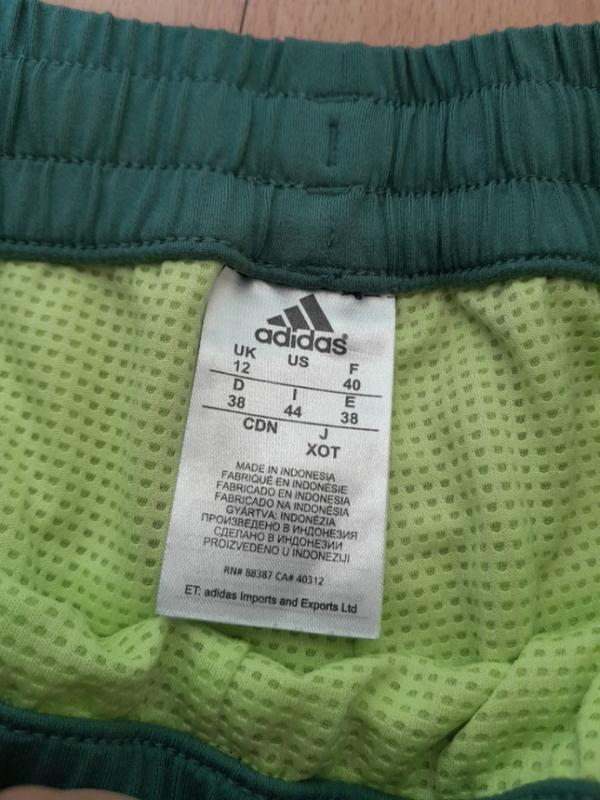 adidas®
UK US F
12 40
D I E
38 44 38
CDN J
XOT
MADE IN INDONESIA
FABRIQUÉ EN INDONÉSIE
FABRICADO EN INDONESIA
FABRICADO NA INDONÉSIA
GYÁRTVA: INDONÉZIA
ПРОИЗВЕДЕНО В ИНДОНЕЗИЯ
СДЕЛАНО В ИНДОНЕЗИИ
PROIZVEDENO U INDONEZIJI
RN# 88387 CA# 40312
ET: adidas Imports and Exports Ltd